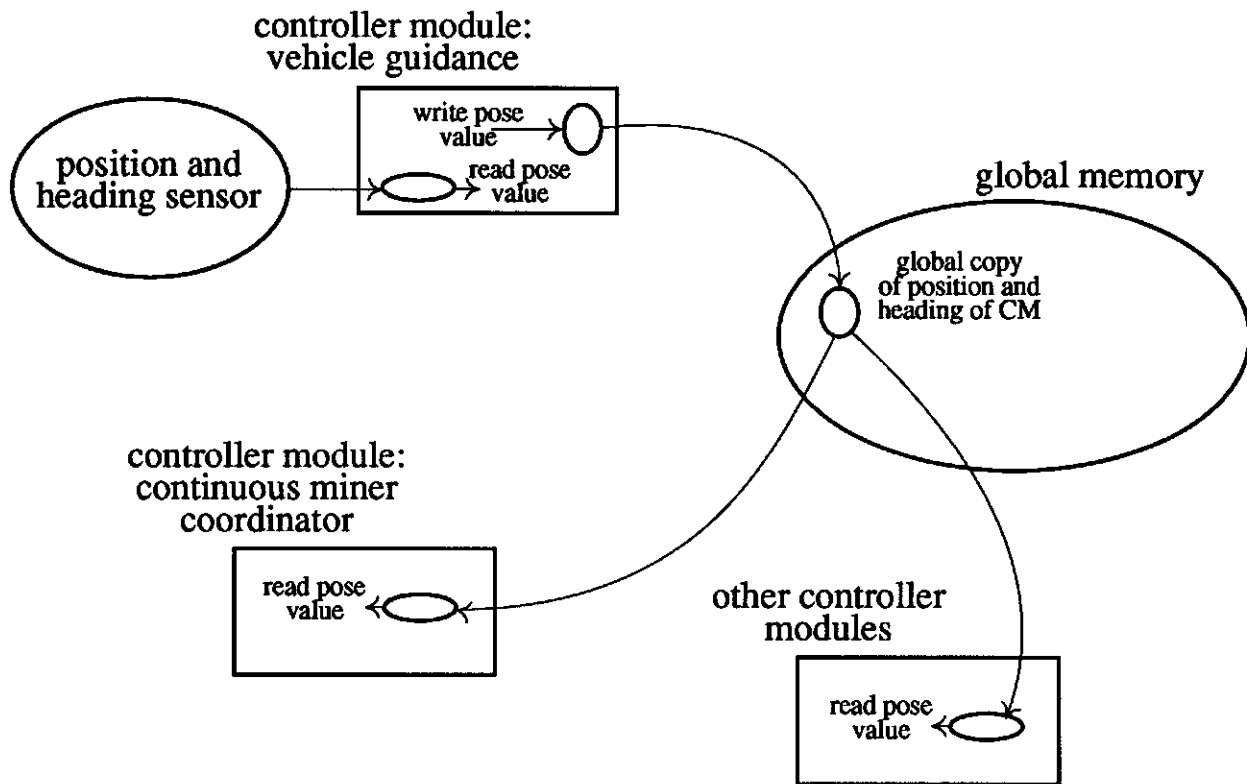 controller module:
vehicle guidance
write pose
value
position and
heading sensor
read pose
value
global memory
global copy
of position and
heading of CM
controller module:
continuous miner
coordinator
read pose
value
other controller
modules
read pose
value